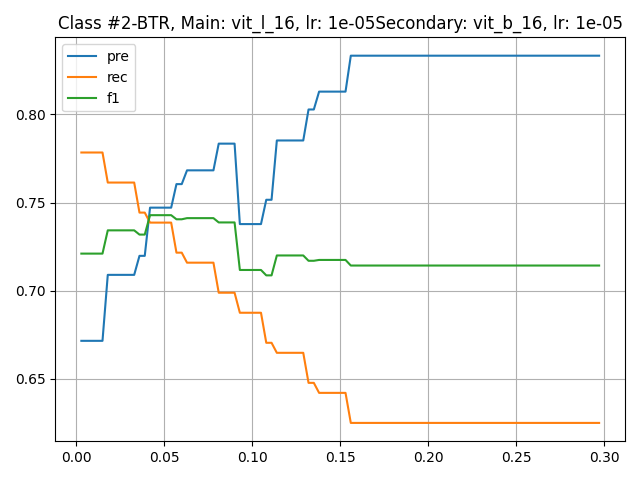 Class #2-BTR, Main: vit_l_16, lr: 1e-05Secondary: vit_b_16, lr: 1e-05
pre
rec
f1
0.80
0.75
0.70
0.65
0.00 0.05 0.10 0.15 0.20 0.25 0.30